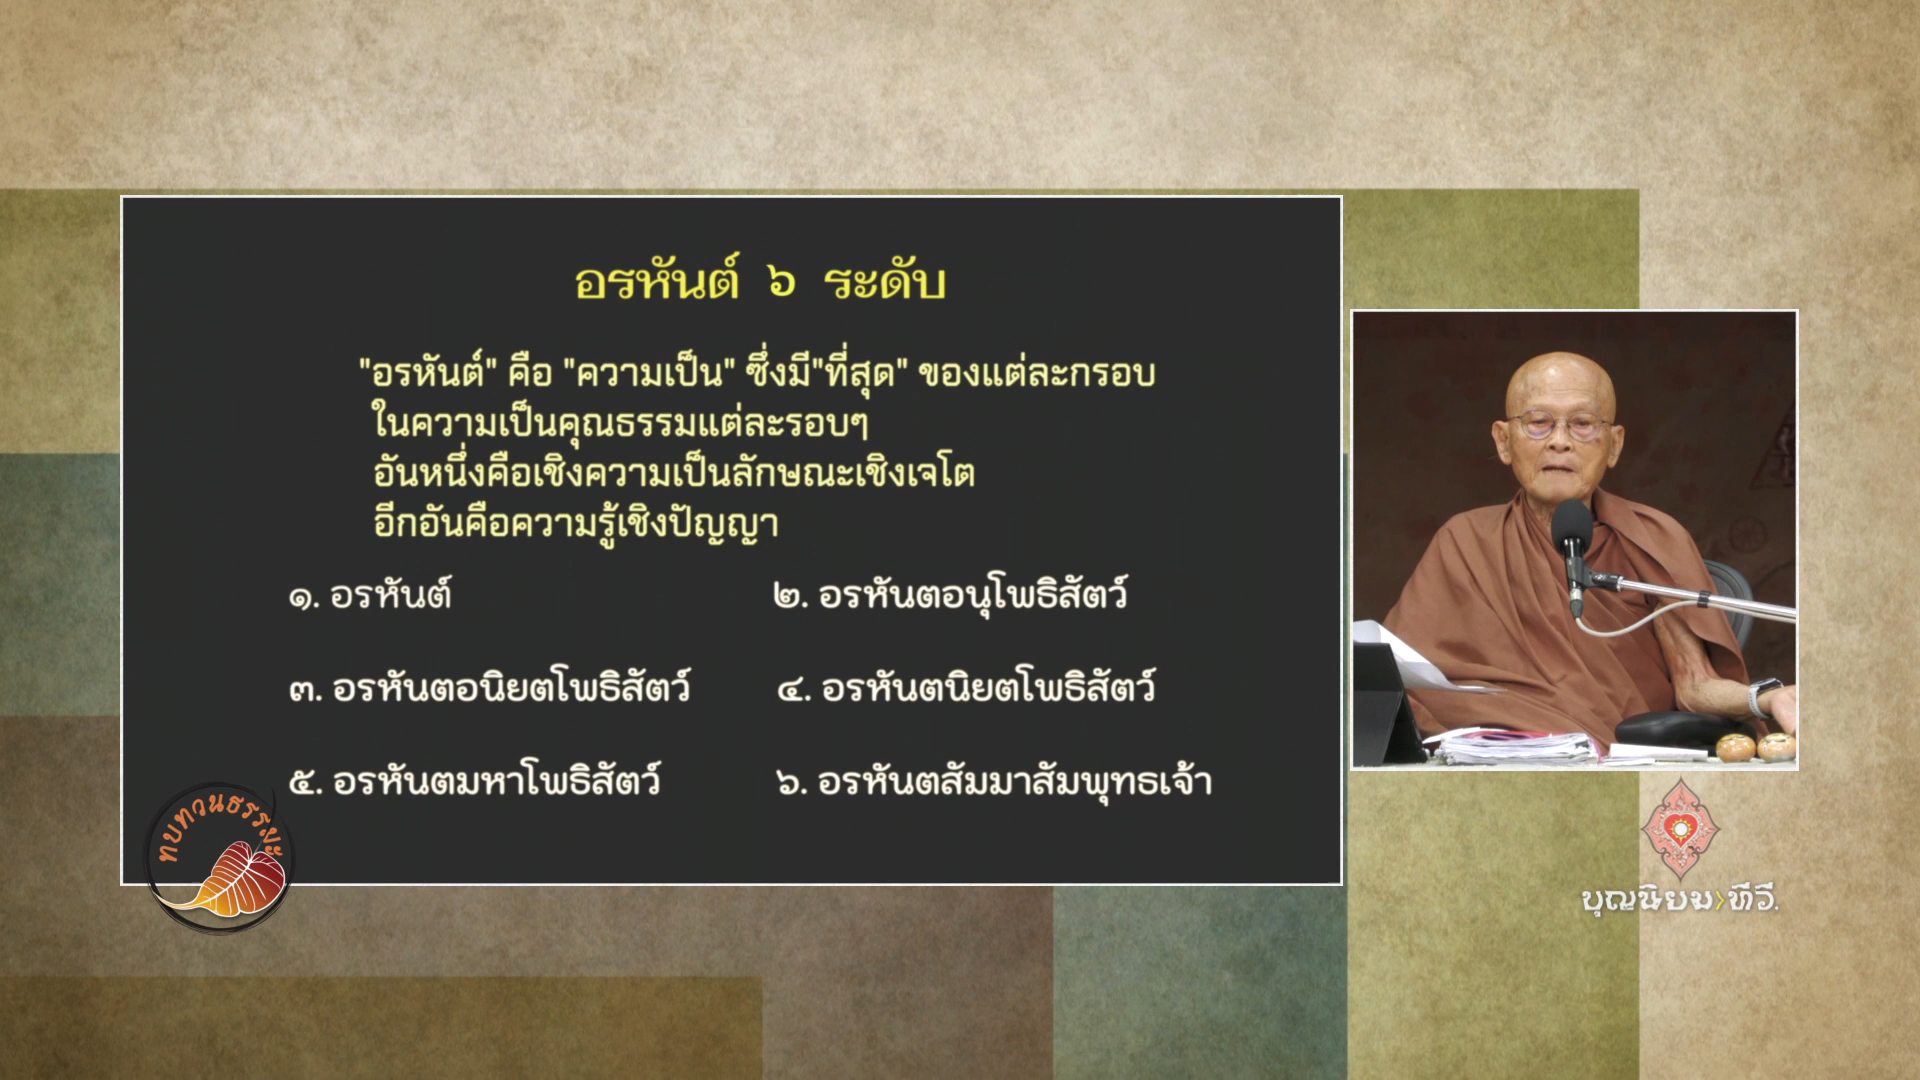 อรหันต์ ๖ ระดับ
"อรหันต์" คือ "ความเป็น" ซึ่งมี"ที่สุด" ของแต่ละกรอบ
ในความเป็นคุณธรรมแต่ละรอบๆ
อันหนึ่งคือเชิงความเป็นลักษณะเชิงเจโต
อีกอันคือความรู้เชิงปัญญา
๑. อรหันต์
๒. อรหันตอนุโพธิสัตว์
๓. อรหันตอนิยตโพธิสัตว์
๔. อรหันตนิยตโพธิสัตว์
๕. อรหันตมหาโพธิสัตว์
๖. อรหันตสัมมาสัมพุทธเจ้า
ทบทวนธรรมะ
บุญนิยม>ทีวี.